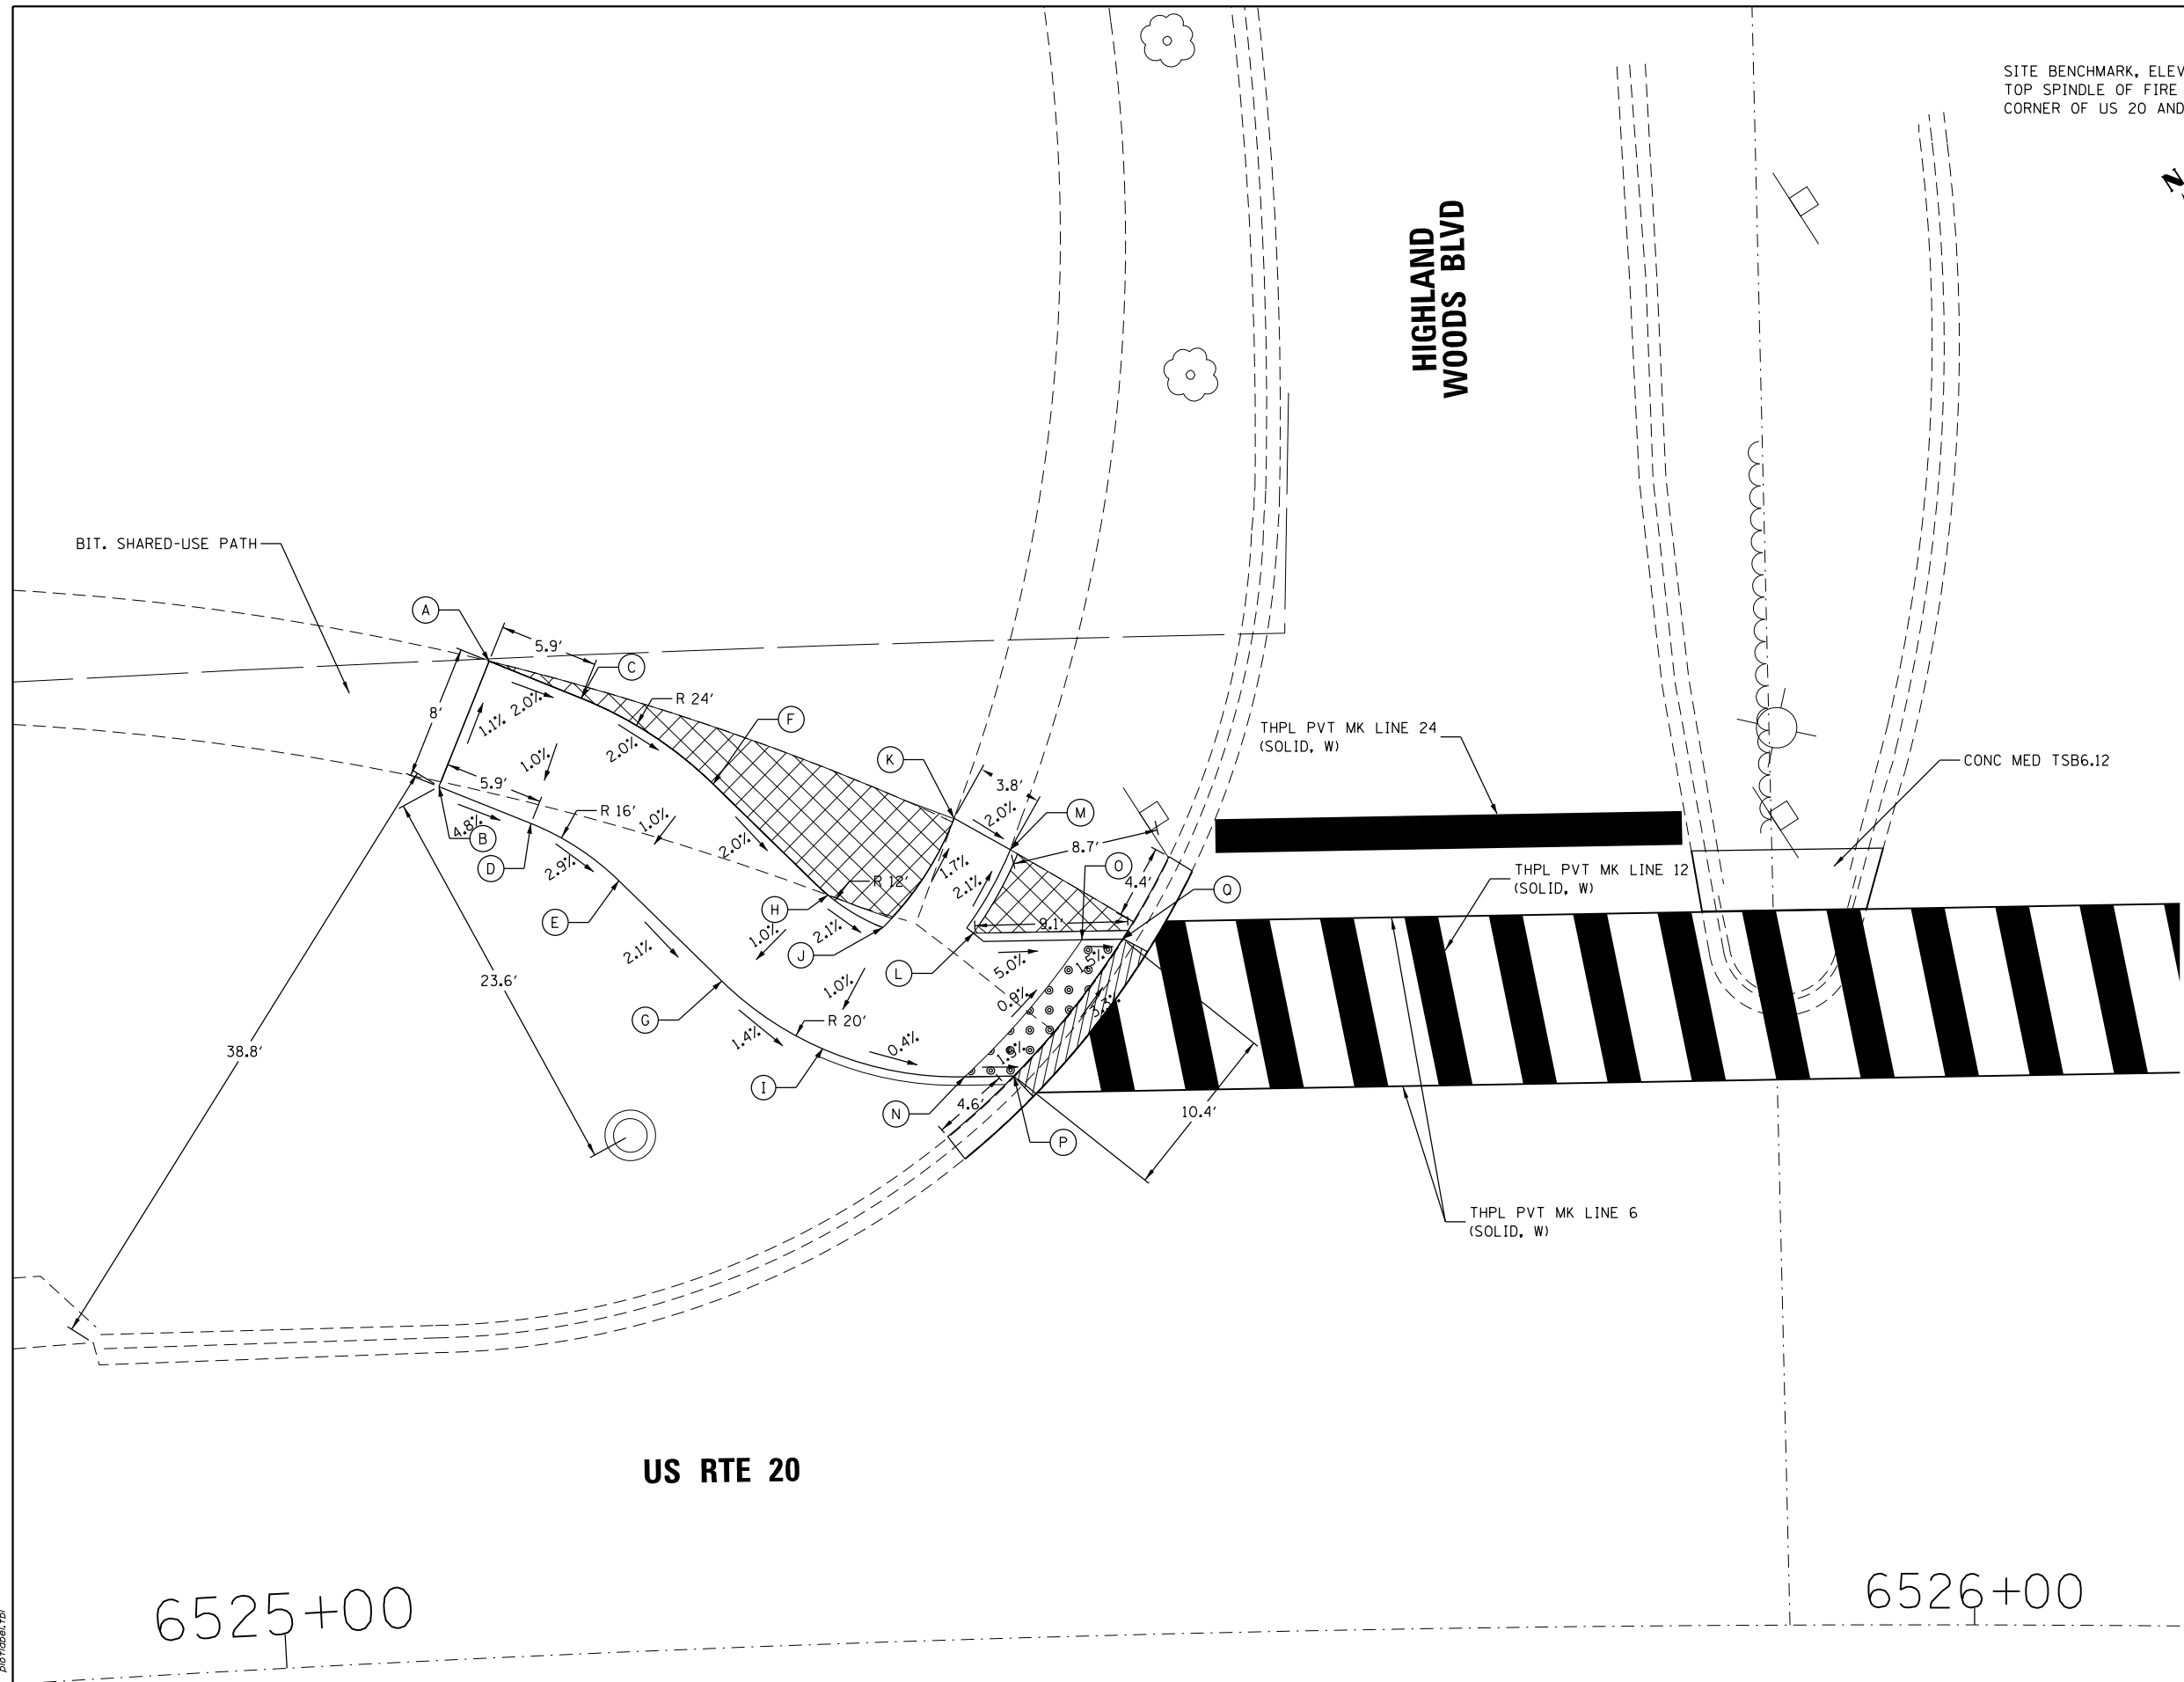 SITE BENCHMARK, ELEV
TOP SPINDLE OF FIRE
CORNER OF US 20 AND
N
HIGHLAND
WOODS BLVD
BIT. SHARED-USE PATH
A
5.9'
C
R 24'
8'
1.1%
2.0%
2.0%
F
1.0%
5.9'
4.8%
B
D
R 16'
2.9%
1.0%
2.0%
E
K
3.8'
2.0%
M
8.7'
O
4.4'
Q
1.7%
2.1%
R 12'
H
2.1%
1.0%
J
9.1'
L
5.0%
1.5%
2.1%
G
1.0%
R 20'
1.4%
0.4%
0.9%
1.9%
I
N
4.6'
P
10.4'
23.6'
38.8'
THPL PVT MK LINE 24
(SOLID, W)
THPL PVT MK LINE 12
(SOLID, W)
CONC MED TSB6.12
THPL PVT MK LINE 6
(SOLID, W)
US RTE 20
6525+00
6526+00